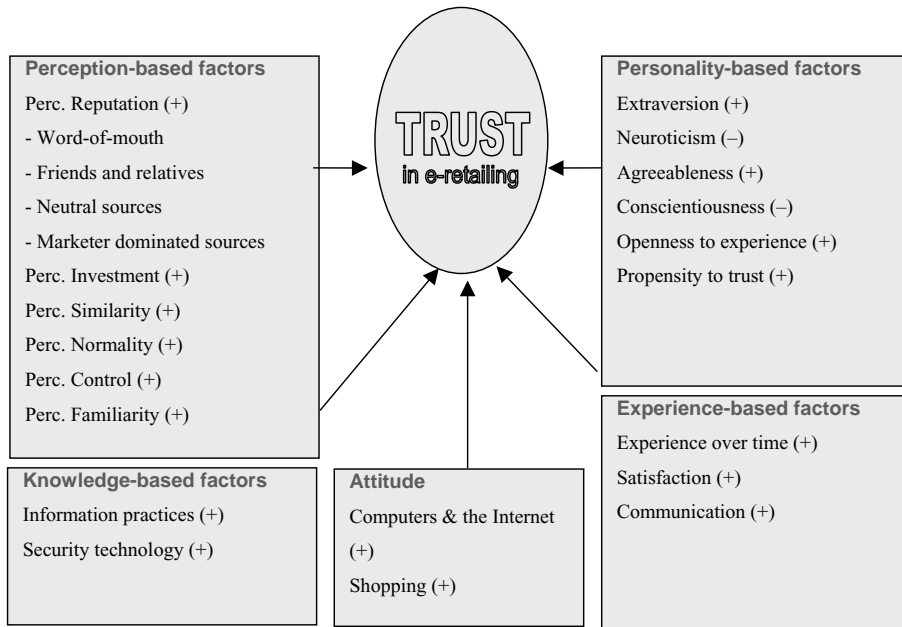 Perception-based factors
Perc. Reputation (+)
- Word-of-mouth
- Friends and relatives
- Neutral sources
- Marketer dominated sources
Perc. Investment (+)
Perc. Similarity (+)
Perc. Normality (+)
Perc. Control (+)
Perc. Familiarity (+)
TRUST
in e-retailing
Personality-based factors
Extraversion (+)
Neuroticism (–)
Agreeableness (+)
Conscientiousness (–)
Openness to experience (+)
Propensity to trust (+)
Knowledge-based factors
Information practices (+)
Security technology (+)
Attitude
Computers & the Internet
(+)
Shopping (+)
Experience-based factors
Experience over time (+)
Satisfaction (+)
Communication (+)